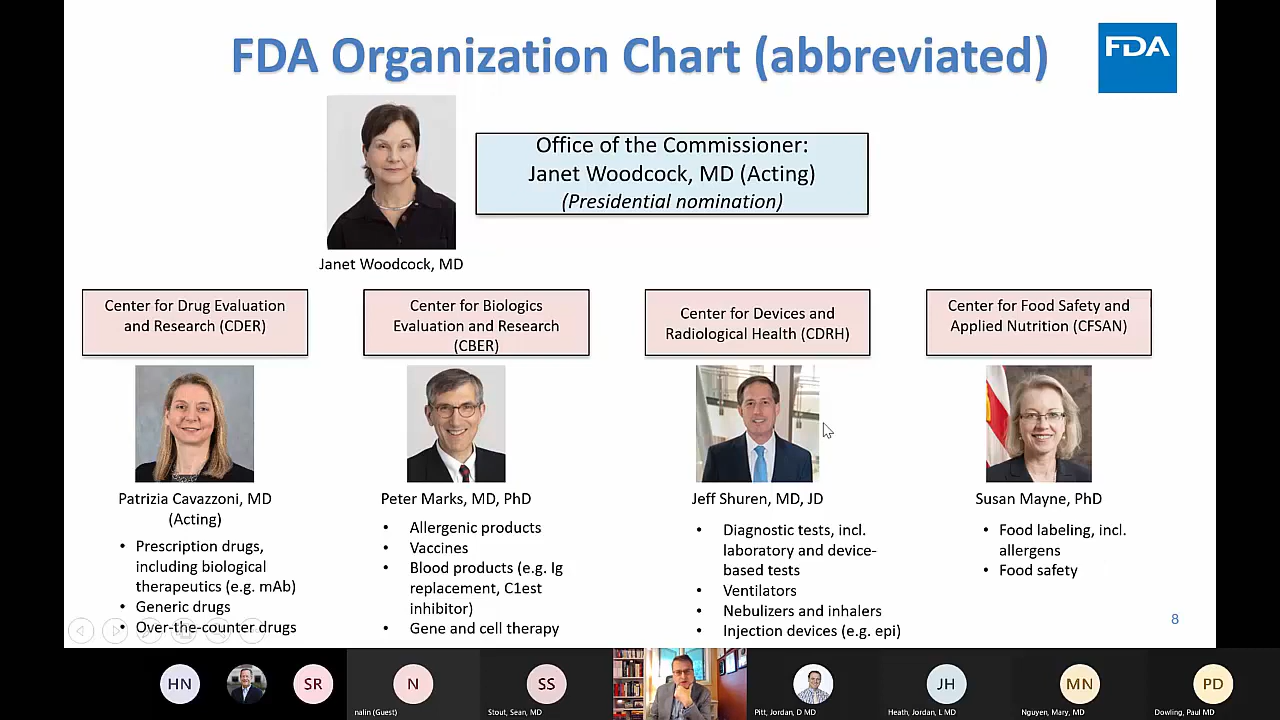 FDA Organization Chart (abbreviated)
FDA
Office of the Commissioner:
Janet Woodcock, MD (Acting)
(Presidential nomination)
Janet Woodcock, MD
Center for Drug Evaluation
and Research (CDER)
Center for Biologics
Evaluation and Research
(CBER)
Center for Devices and
Radiological Health (CDRH)
Center for Food Safety and
Applied Nutrition (CFSAN)
Patrizia Cavazzoni, MD
(Acting)
• Prescription drugs,
including biological
therapeutics (e.g. mAb)
• Generic drugs
• Over-the-counter drugs
Peter Marks, MD, PhD
• Allergenic products
• Vaccines
• Blood products (e.g. Ig
replacement, C1est
inhibitor)
• Gene and cell therapy
Jeff Shuren, MD, JD
• Diagnostic tests, incl.
laboratory and device-
based tests
• Ventilators
• Nebulizers and inhalers
• Injection devices (e.g. epi)
Susan Mayne, PhD
• Food labeling, incl.
allergens
• Food safety
8
HN
SR
N
nalin (Guest)
SS
Stout, Sean, MD
Pitt, Jordan, D MD
JH
Heath, Jordan, L MD
MN
Nguyen, Mary, MD
PD
Dowling, Paul MD